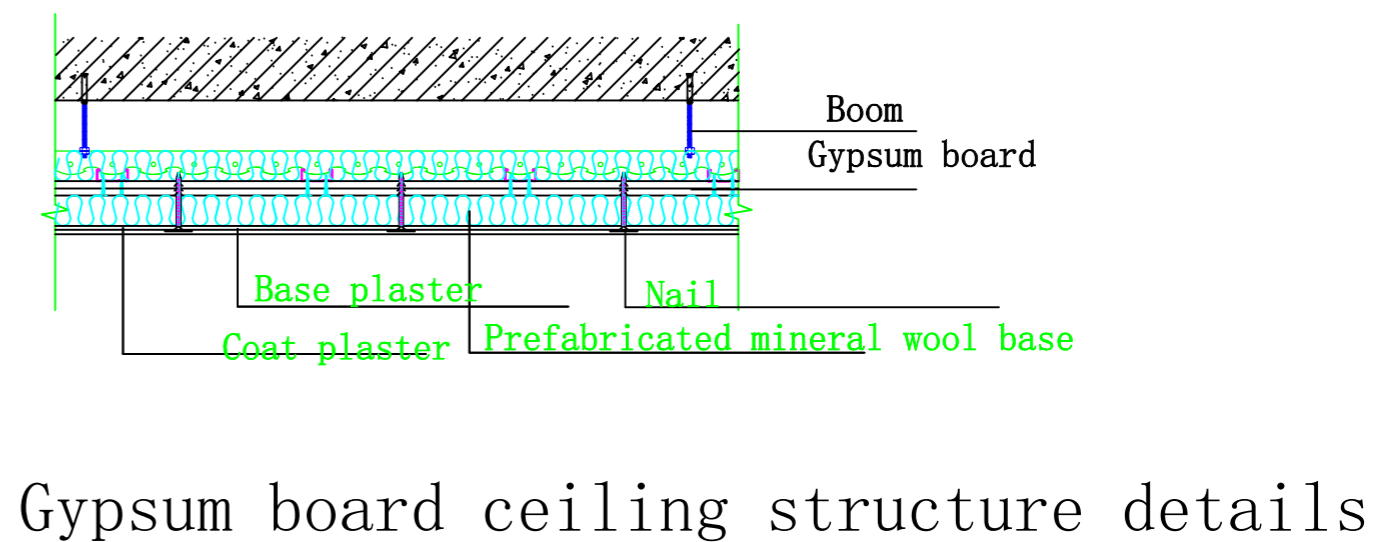 Boom
Gypsum board
Base plaster
Nail
Coat plaster
Prefabricated mineral wool base
Gypsum board ceiling structure details